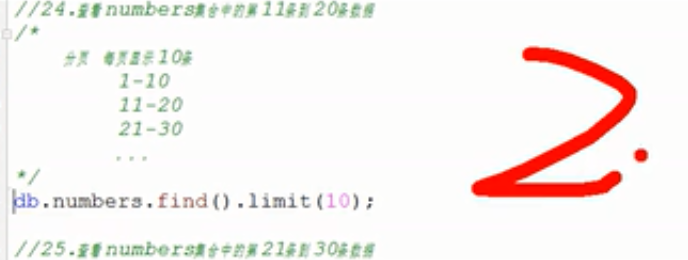 //24.查看numbers集合中的第11条到20条数据
/*
分页 每页显示10条
1-10
11-20
21-30
...
*/
db.numbers.find().limit(10);
2.
//25.查看numbers集合中的第21条到30条数据